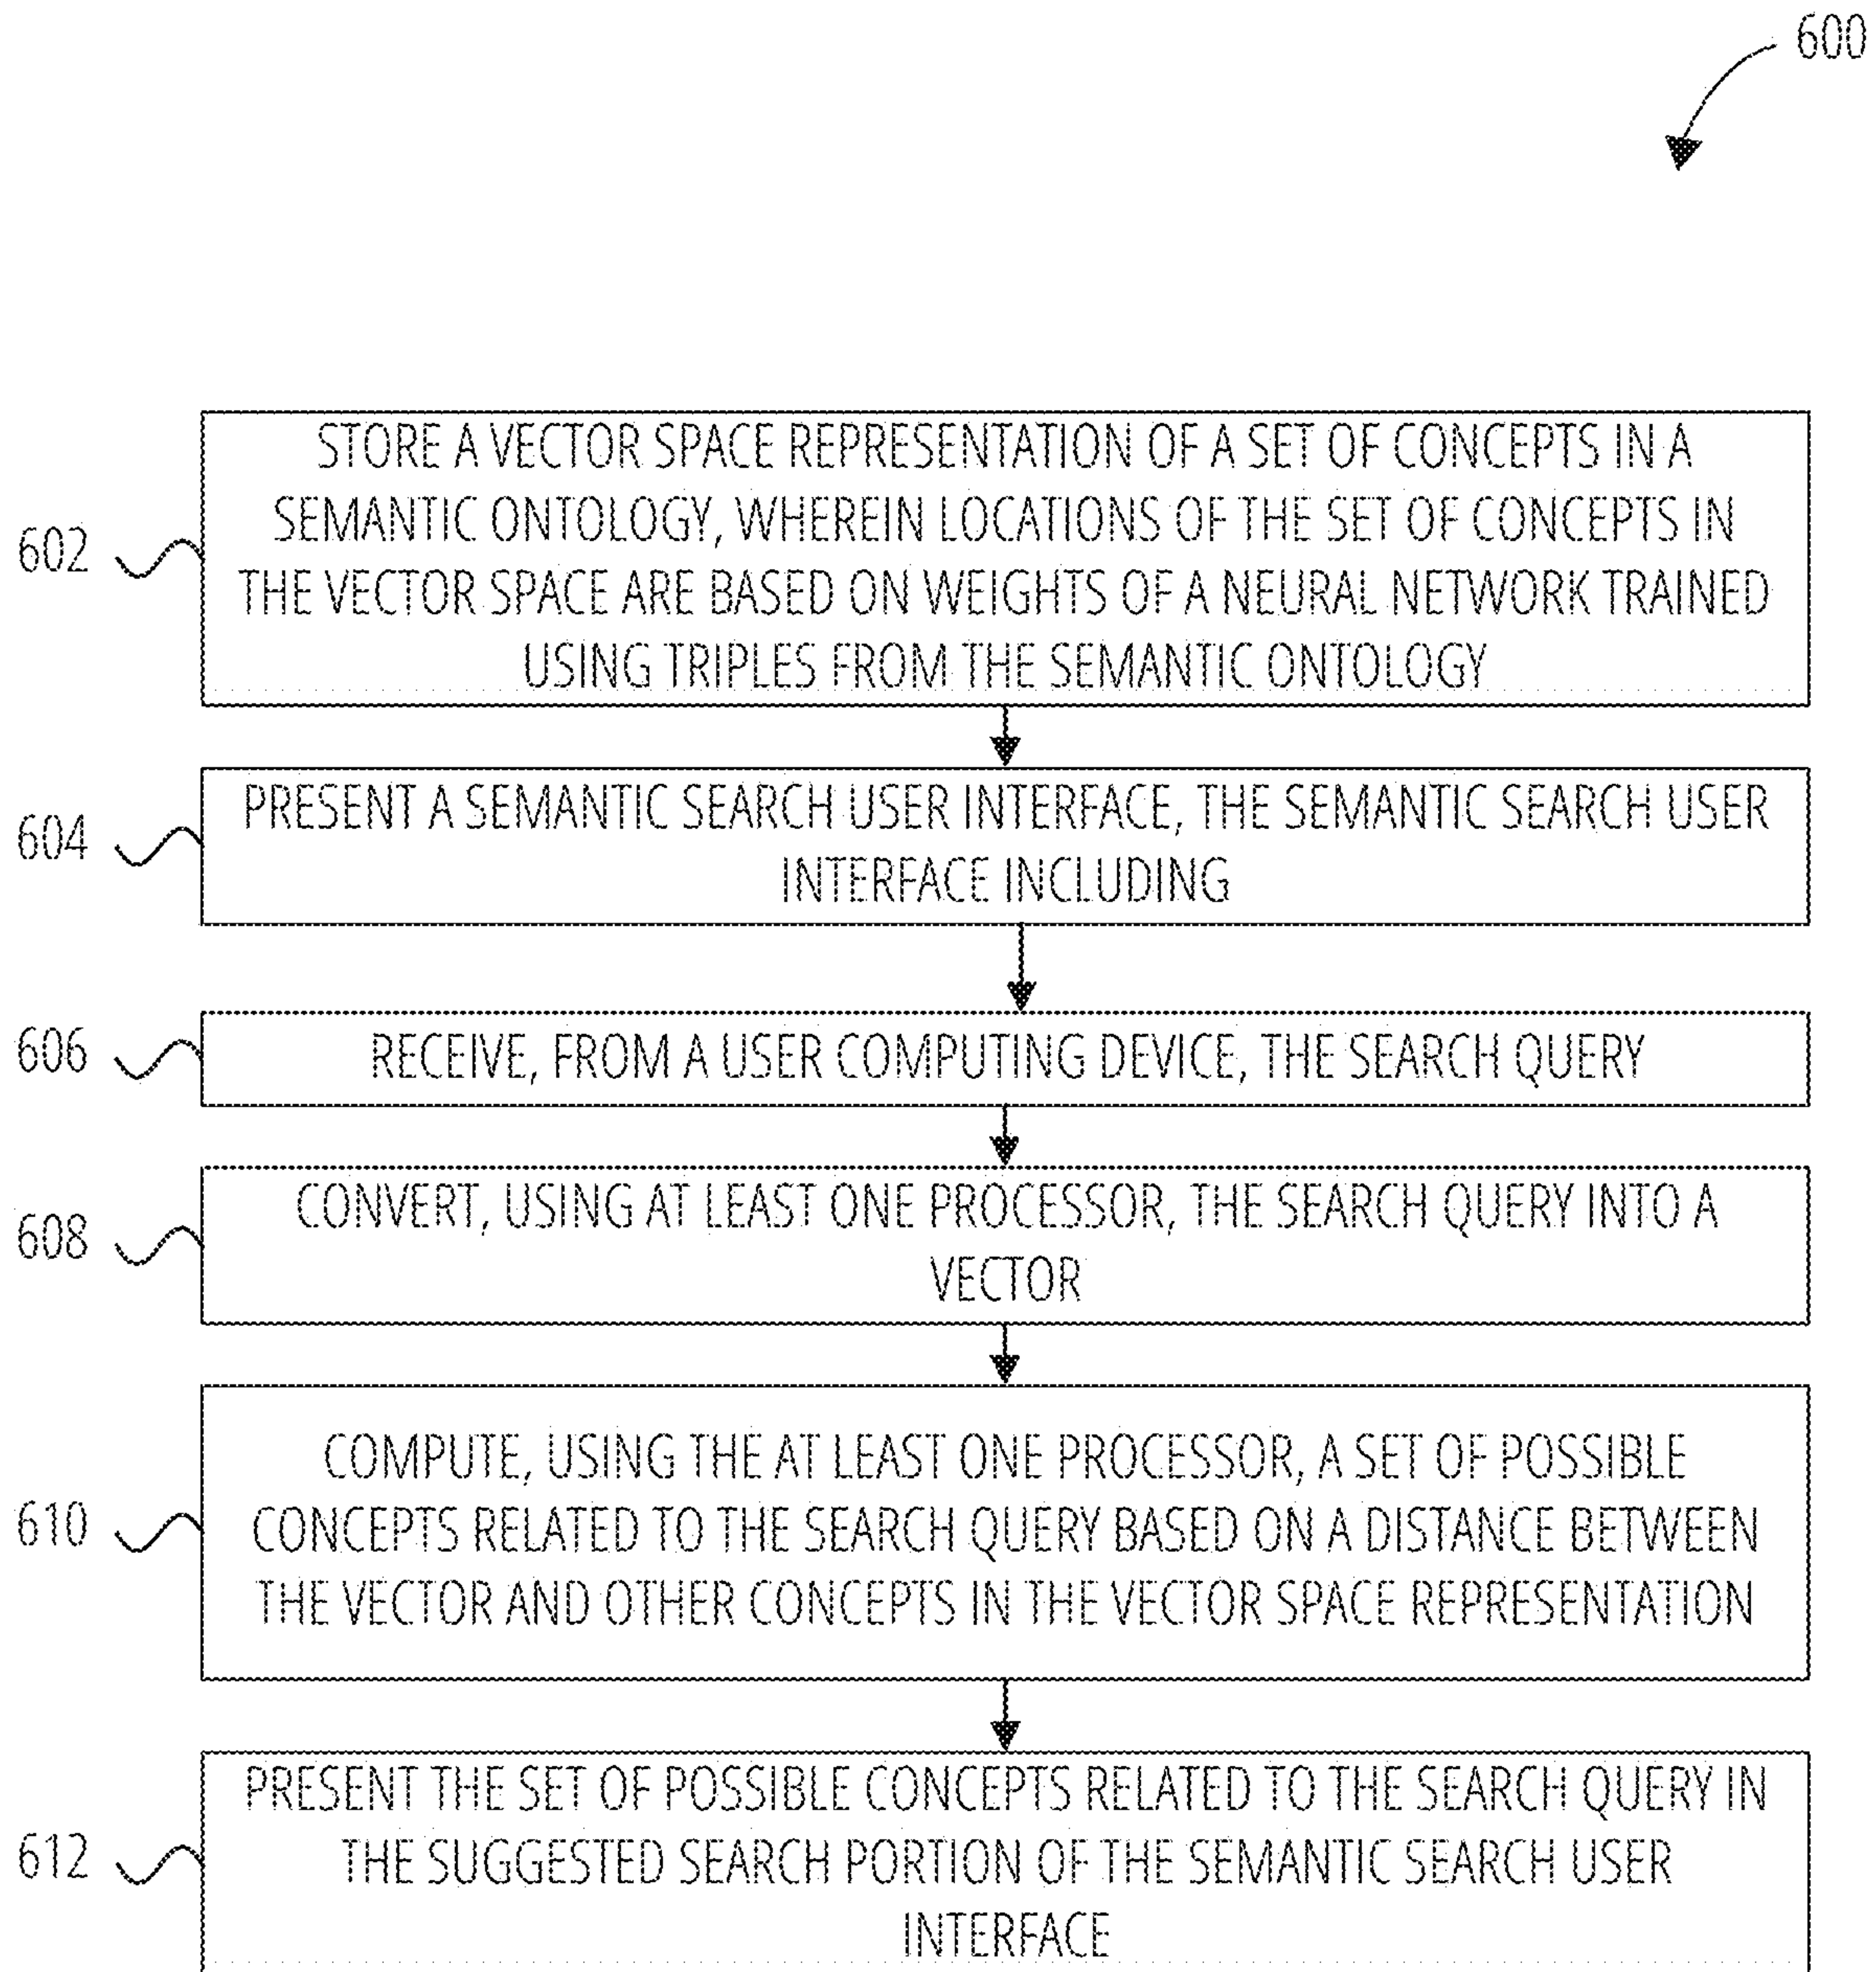 600
STORE A VECTOR SPACE REPRESENTATION OF A SET OF CONCEPTS IN A
SEMANTIC ONTOLOGY, WHEREIN LOCATIONS OF THE SET OF CONCEPTS IN
602
THE VECTOR SPACE ARE BASED ON WEIGHTS OF A NEURAL NETWORK TRAINED
USING TRIPLES FROM THE SEMANTIC ONTOLOGY
604
PRESENT A SEMANTIC SEARCH USER INTERFACE, THE SEMANTIC SEARCH USER
INTERFACE INCLUDING
606
RECEIVE, FROM A USER COMPUTING DEVICE, THE SEARCH QUERY
608
CONVERT, USING AT LEAST ONE PROCESSOR, THE SEARCH QUERY INTO A
VECTOR
610
COMPUTE, USING THE AT LEAST ONE PROCESSOR, A SET OF POSSIBLE
CONCEPTS RELATED TO THE SEARCH QUERY BASED ON A DISTANCE BETWEEN
THE VECTOR AND OTHER CONCEPTS IN THE VECTOR SPACE REPRESENTATION
612
PRESENT THE SET OF POSSIBLE CONCEPTS RELATED TO THE SEARCH QUERY IN
THE SUGGESTED SEARCH PORTION OF THE SEMANTIC SEARCH USER
INTERFACE